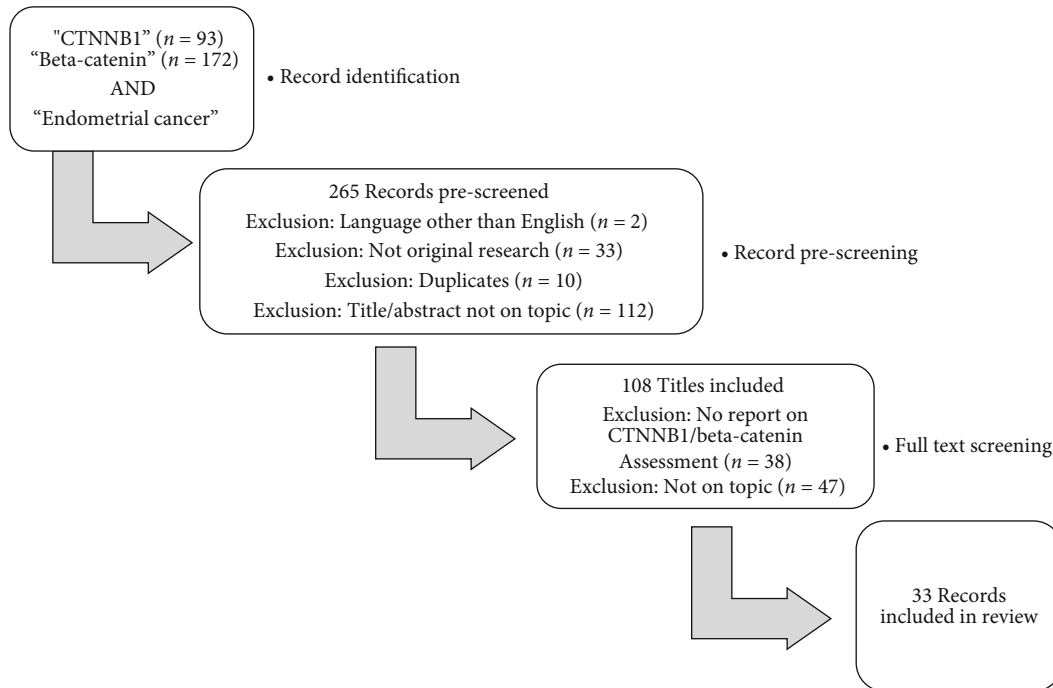 "CTNNB1” (n = 93)
“Beta-catenin” (n = 172)
AND
“Endometrial cancer”
• Record identification
265 Records pre-screened
Exclusion: Language other than English (n = 2)
Exclusion: Not original research (n = 33)
Exclusion: Duplicates (n = 10)
Exclusion: Title/abstract not on topic (n = 112)
• Record pre-screening
108 Titles included
Exclusion: No report on
CTNNB1/beta-catenin
Assessment (n = 38)
Exclusion: Not on topic (n = 47)
• Full text screening
33 Records
included in review